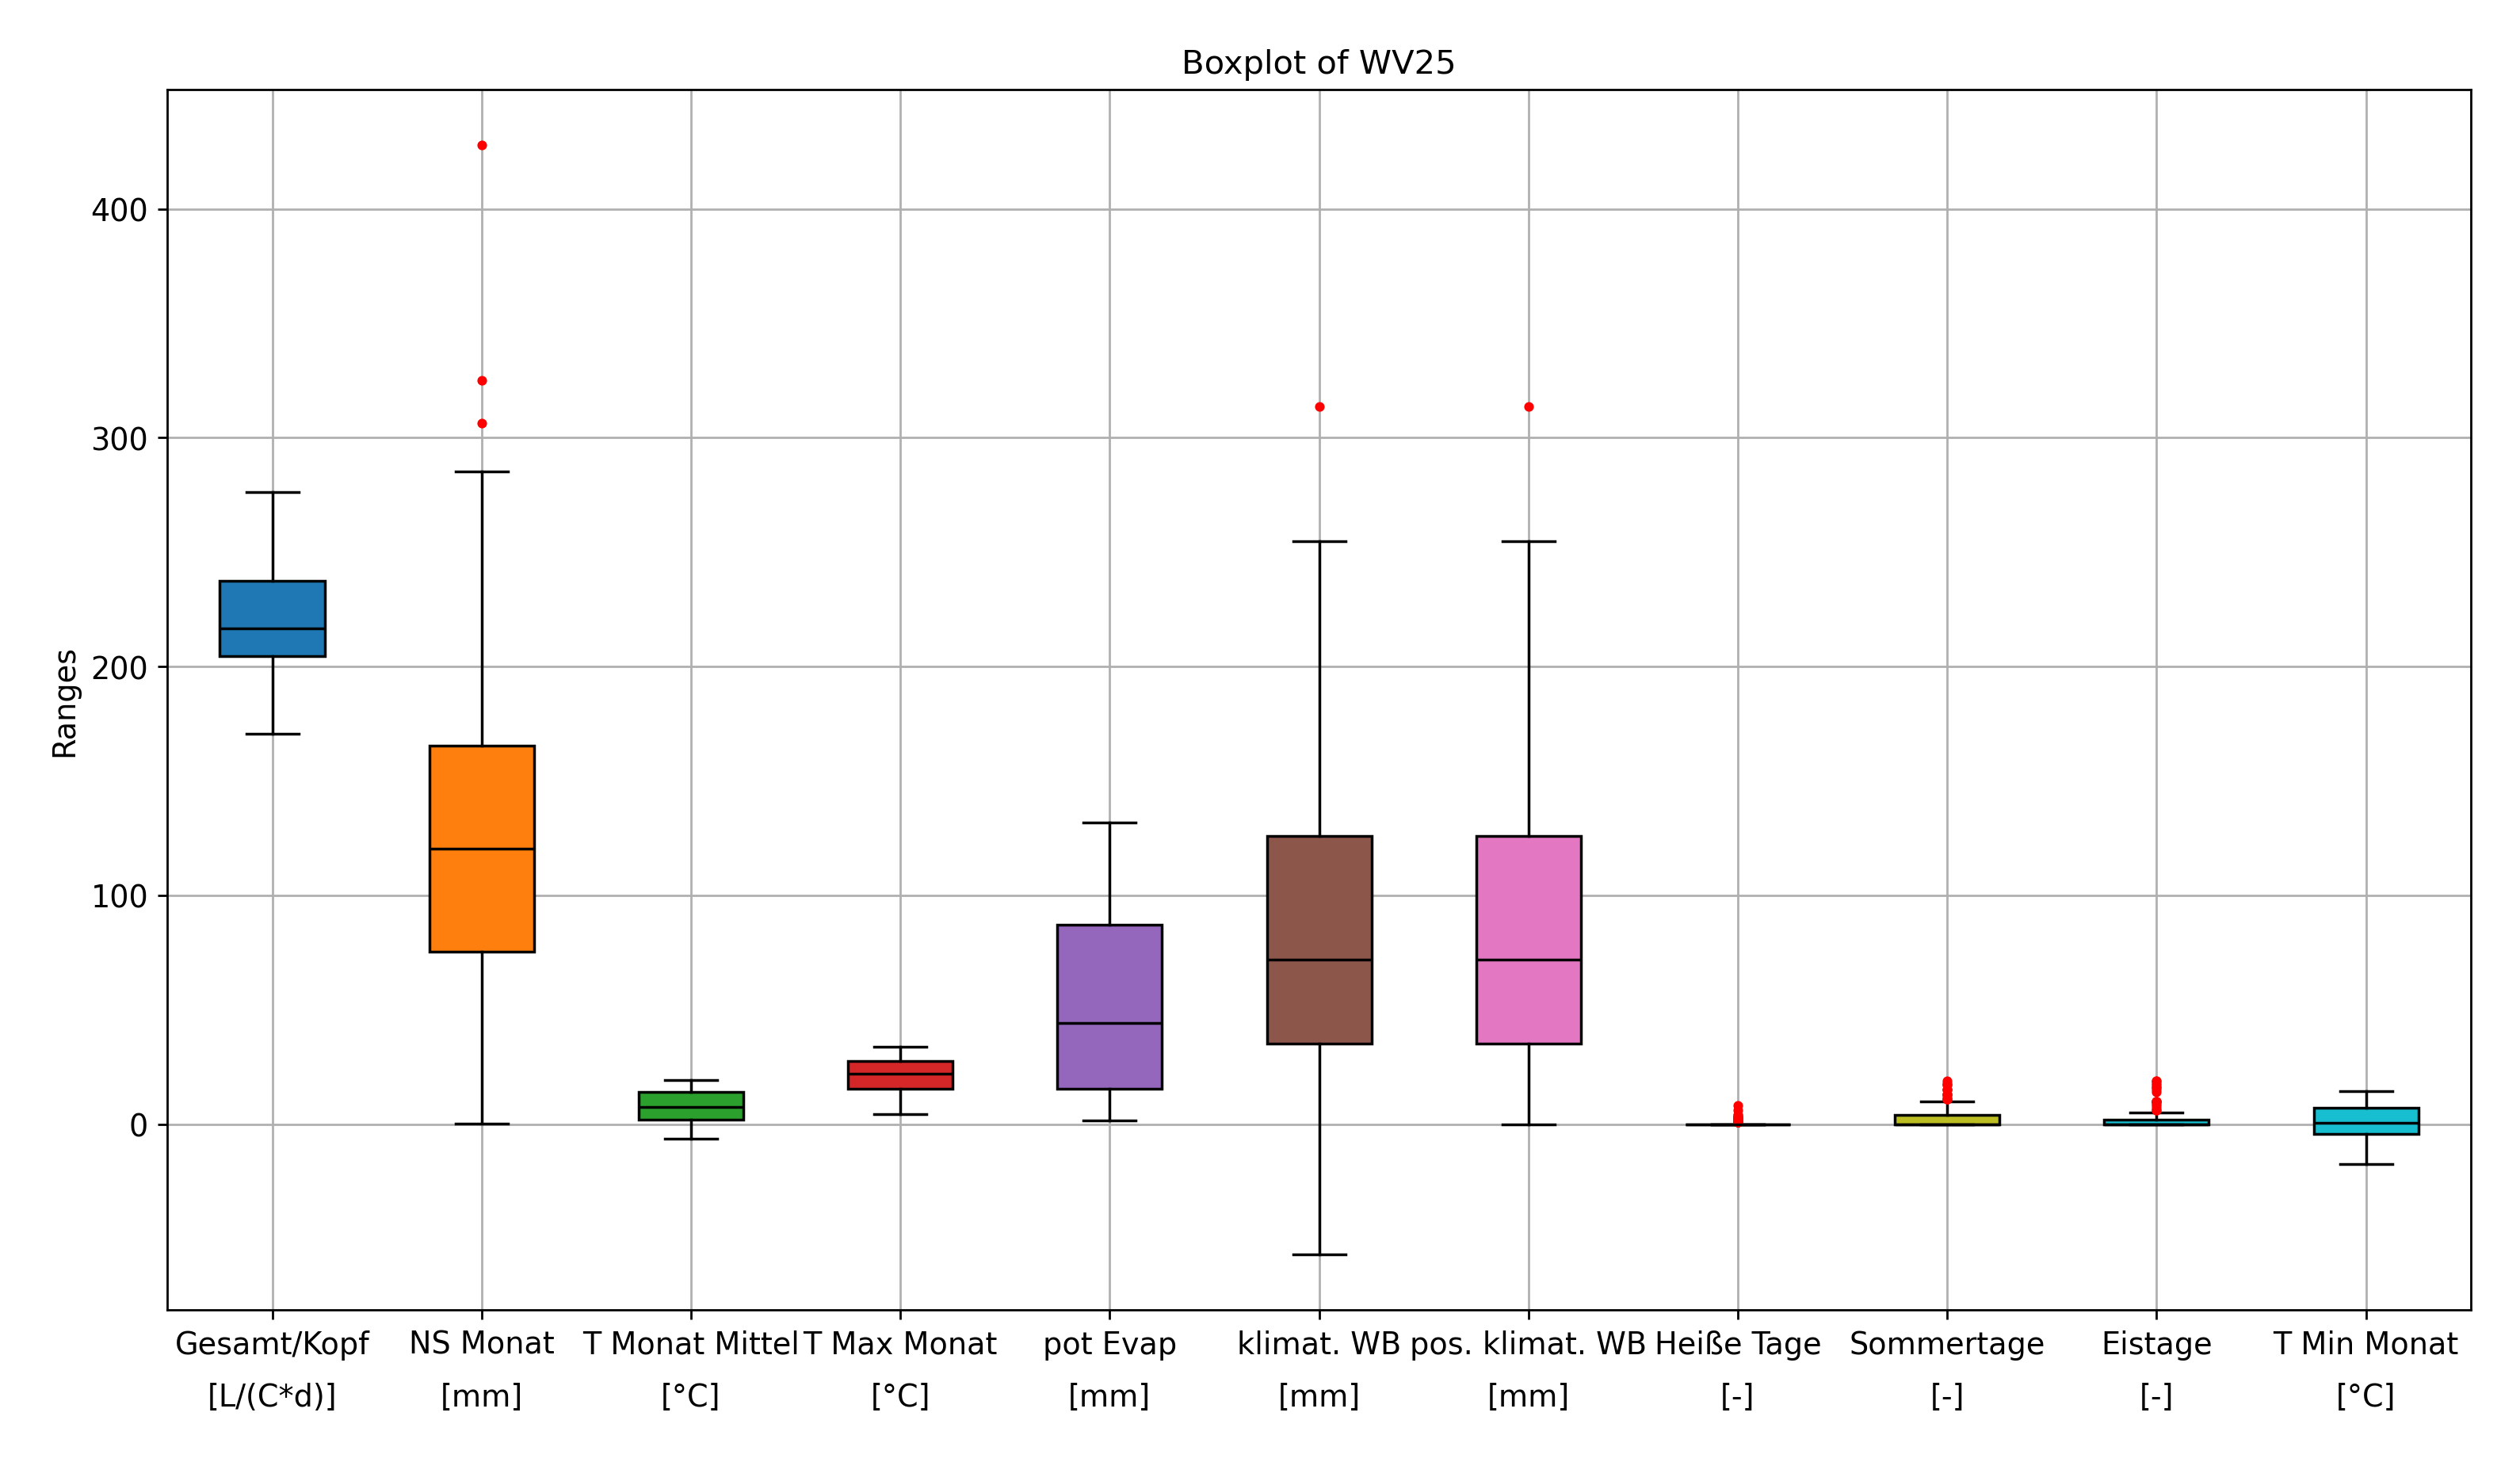 Boxplot of WV25
400
300
200
100
0
Ranges
Gesamt/Kopf NS Monat T Monat Mittel T Max Monat pot Evap klimat. WB pos. klimat. WB Heiße Tage Sommertage Eistage T Min Monat
[L/(C*d)] [mm] [°C] [°C] [mm] [mm] [mm] [-] [-] [-] [°C]